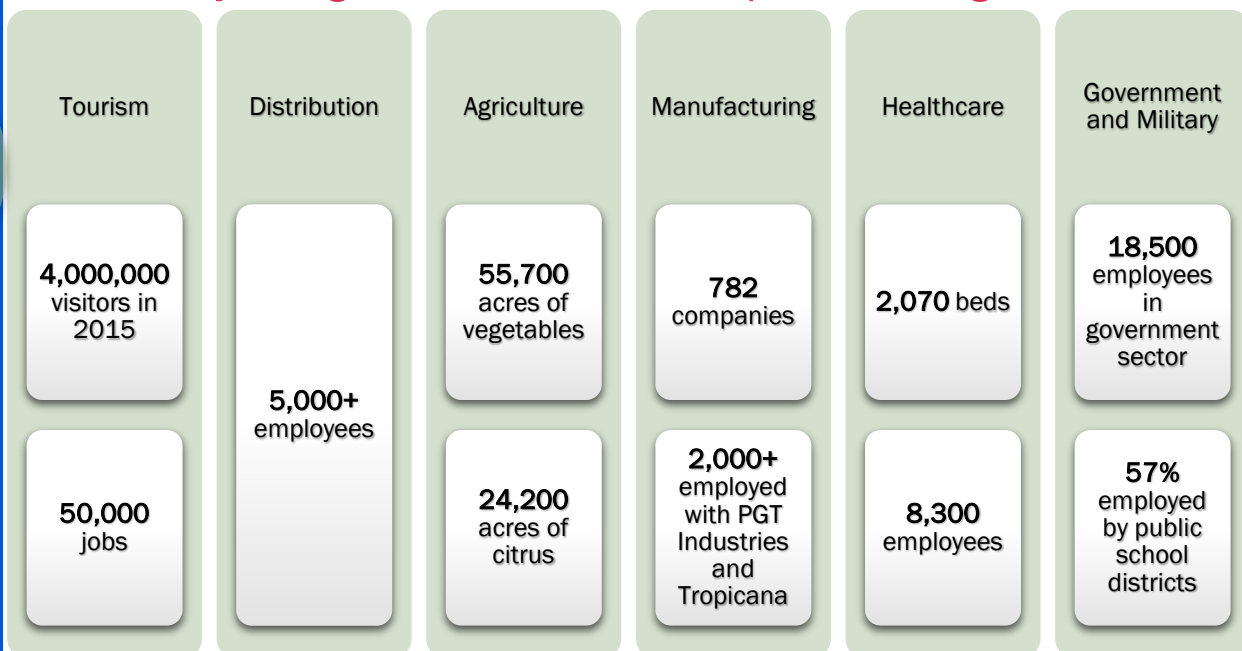 Tourism
4,000,000
visitors in
2015
50,000
jobs
Distribution
5,000+
employees
Agriculture
55,700
acres of
vegetables
24,200
acres of
citrus
Manufacturing
782
companies
2,000+
employed
with PGT
Industries
and
Tropicana
Healthcare
2,070 beds
8,300
employees
Government
and Military
18,500
employees
in
government
sector
57%
employed
by public
school
districts